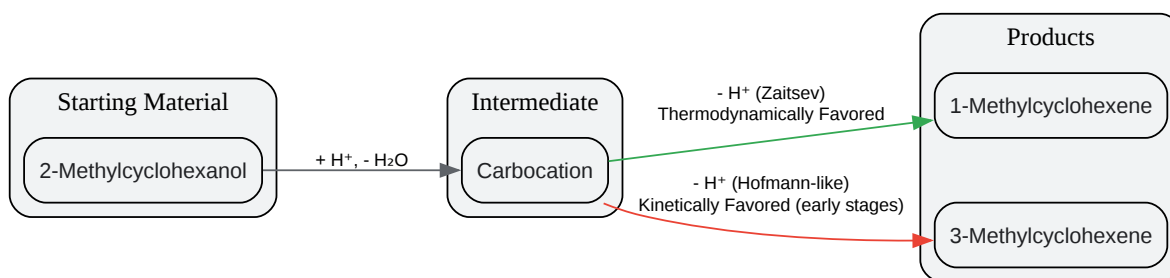 Products
Starting Material
Intermediate
- H⁺ (Zaitsev)
Thermodynamically Favored
1-Methylcyclohexene
2-Methylcyclohexanol
+ H⁺, - H₂O
Carbocation
- H⁺ (Hofmann-like)
Kinetically Favored (early stages)
3-Methylcyclohexene